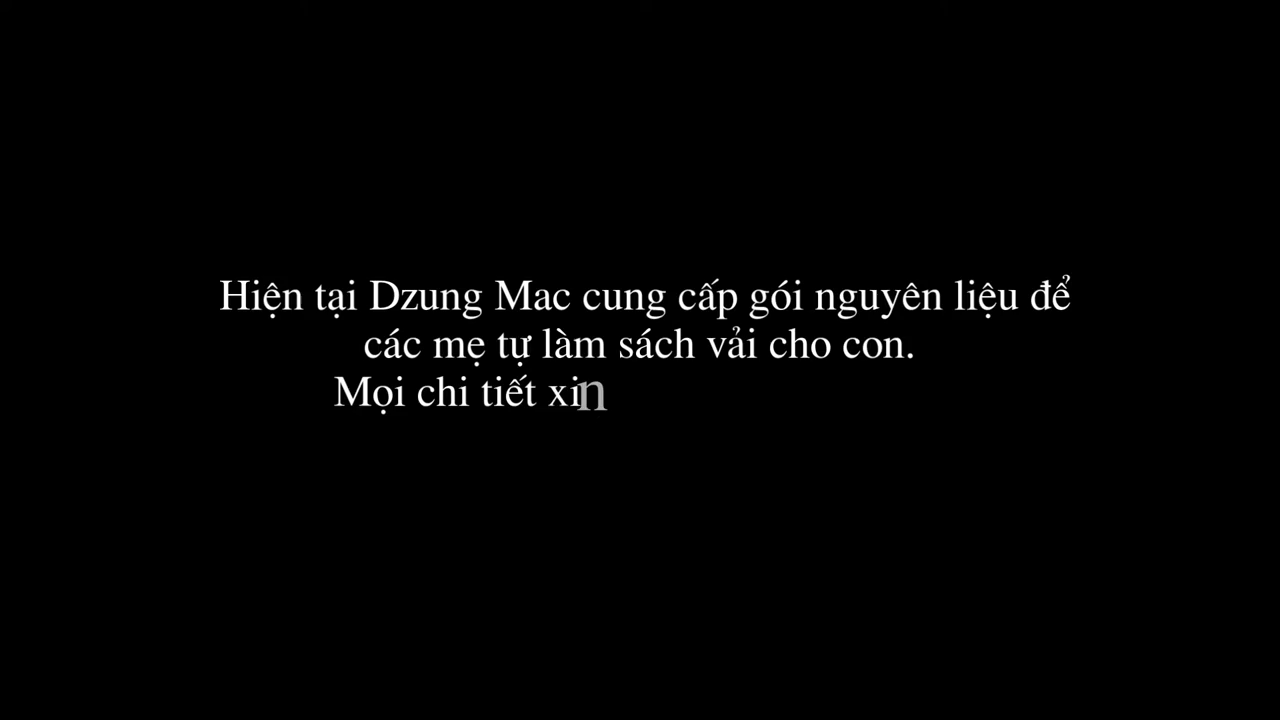 Hiện tại Dzung Mac cung cấp gói nguyên liệu để
các mẹ tự làm sách vải cho con.
Mọi chi tiết xin